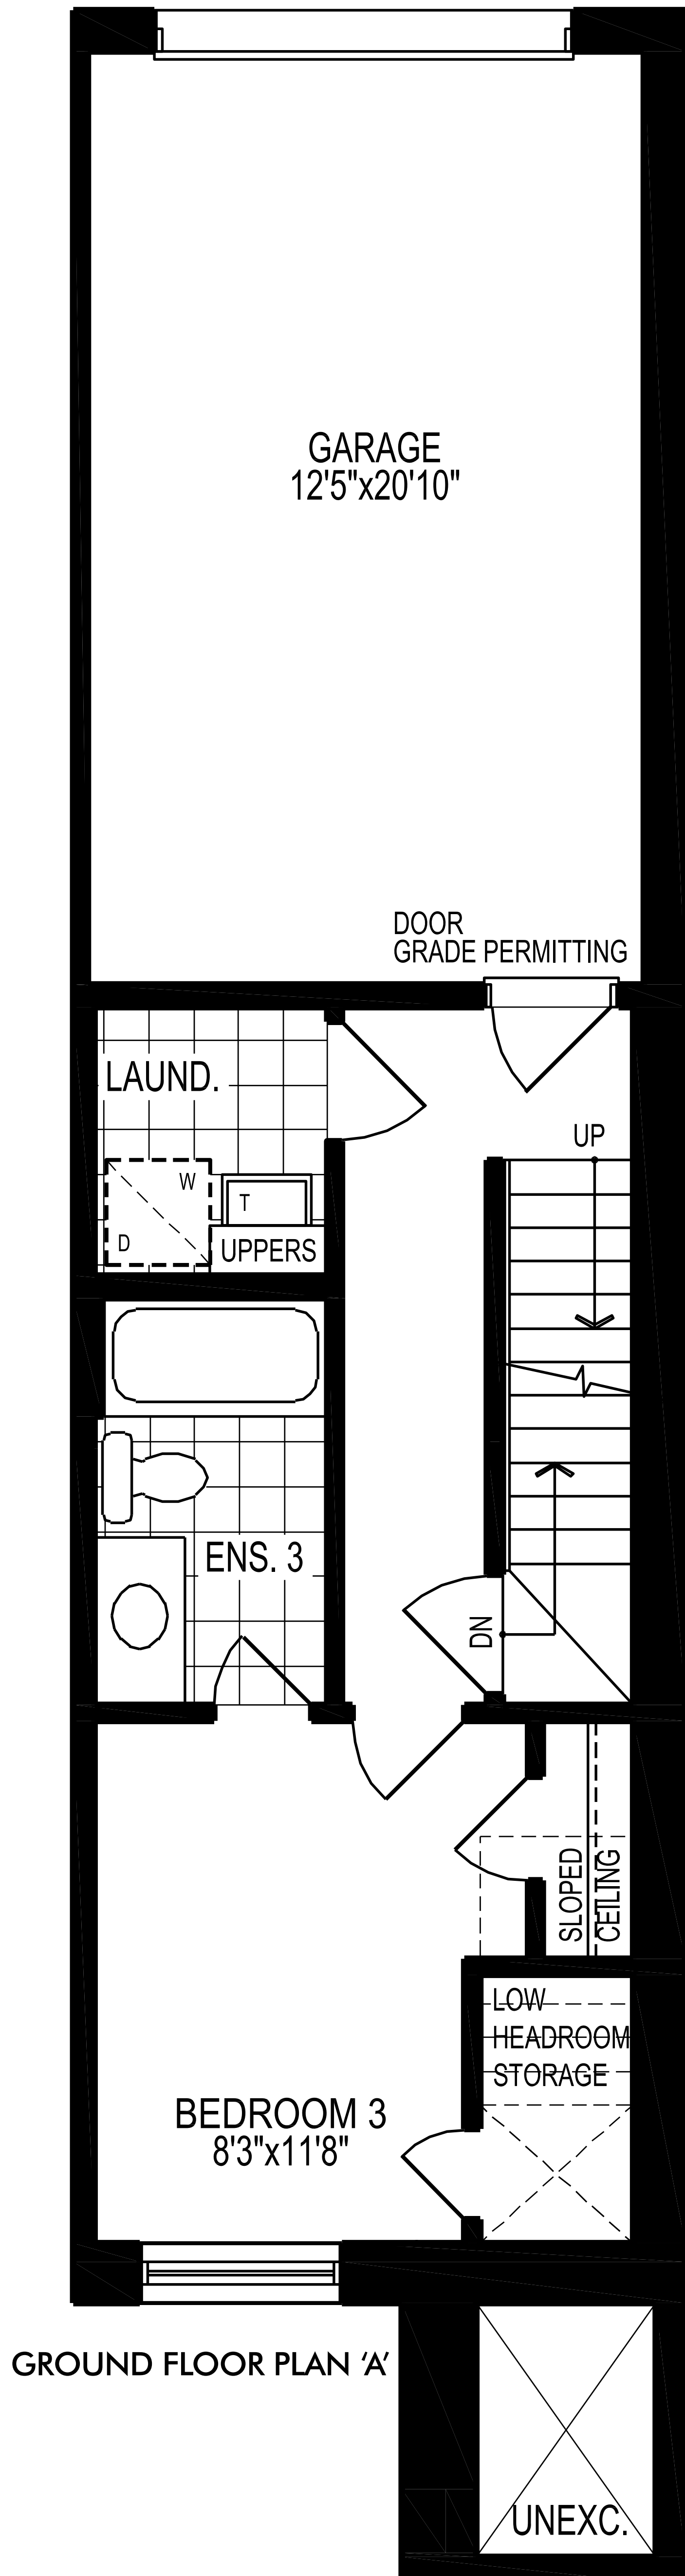 GARAGE
12'5"x20'10"
DOOR
GRADE PERMITTING
LAUND.
UP
W
T
D
UPPERS
ENS. 3
DN
SLOPED
CEILING
LOW
HEADROOM
STORAGE
BEDROOM 3
8'3"x11'8"
GROUND FLOOR PLAN ‘A’
UNEXC.